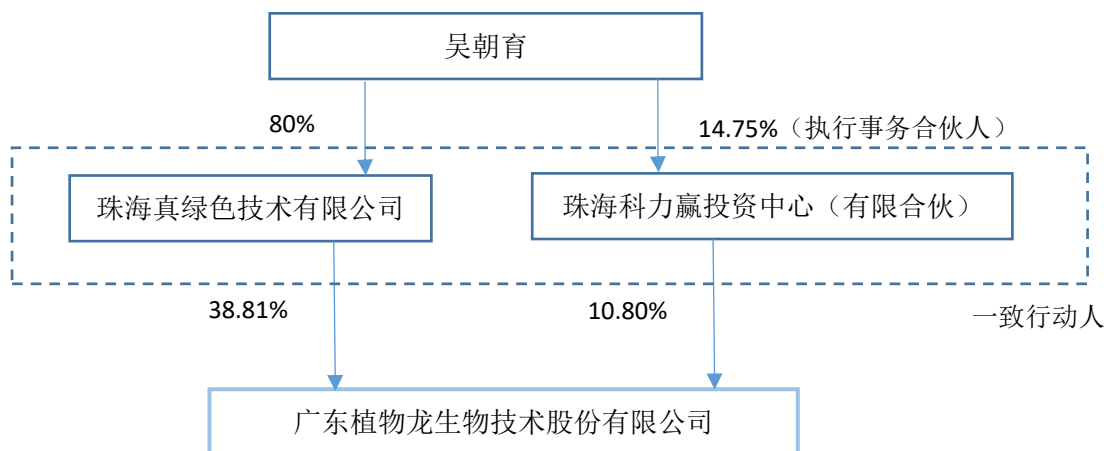 吴朝育
80%
14.75%（执行事务合伙人）
珠海真绿色技术有限公司
珠海科力赢投资中心（有限合伙）
38.81%
10.80%
一致行动人
广东植物龙生物技术股份有限公司